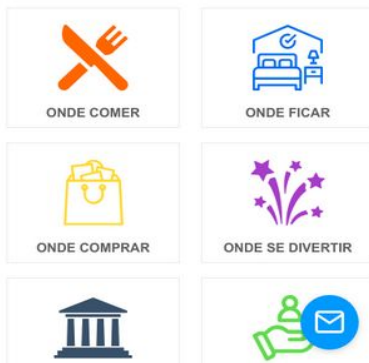 ONDE COMER
ONDE FICAR
ONDE COMPRAR
ONDE SE DIVERTIR